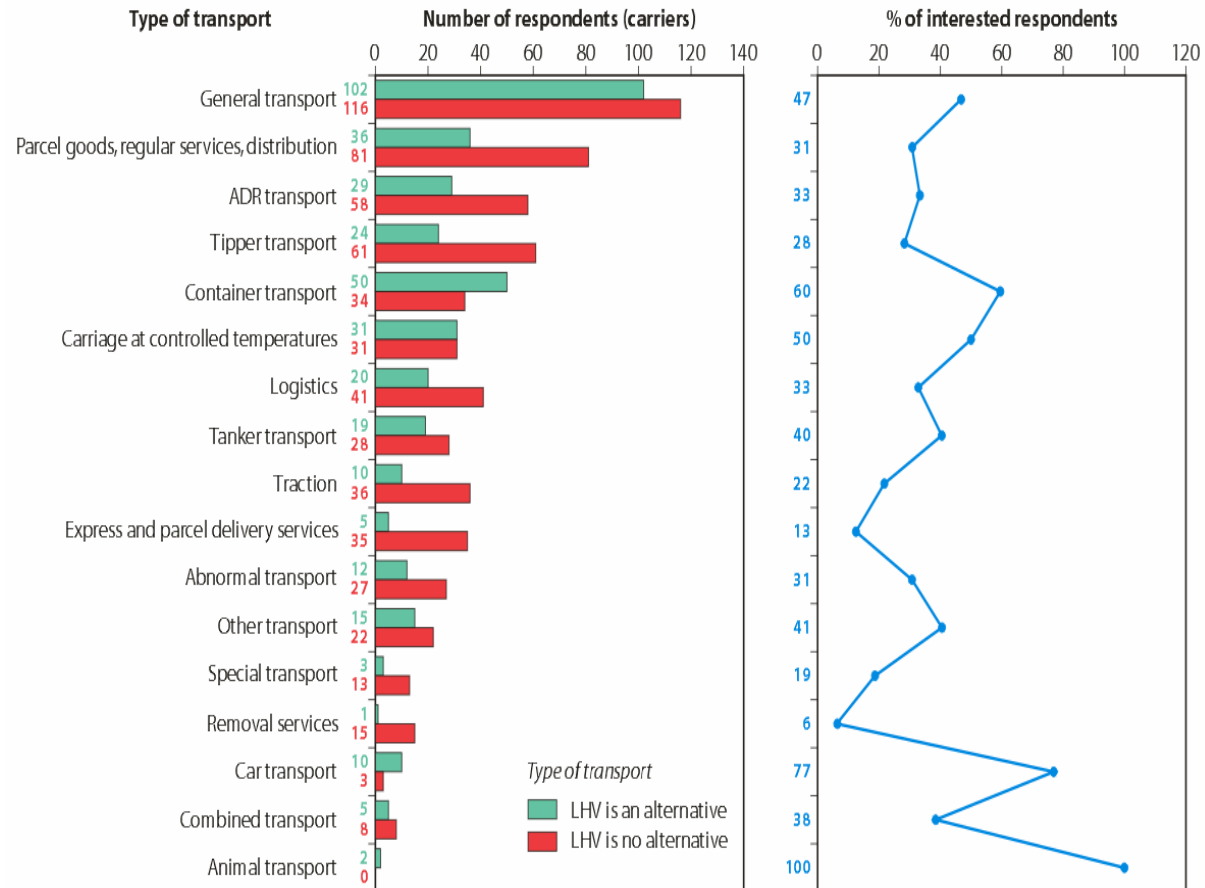 Type of transport
Number of respondents (carriers)
% of interested respondents
0 20 40 60 80 100 120 140
0 20 40 60 80 100 120
General transport
102
116
47
Parcel goods, regular services, distribution
36
81
31
ADR transport
29
58
33
Tipper transport
24
61
28
Container transport
50
34
60
Carriage at controlled temperatures
31
31
50
Logistics
20
41
33
Tanker transport
19
28
40
Traction
10
36
22
Express and parcel delivery services
5
35
13
Abnormal transport
12
27
31
Other transport
15
22
41
Special transport
3
13
19
Removal services
1
15
6
Car transport
10
3
77
Combined transport
5
8
38
Animal transport
2
0
100
Type of transport
LHV is an alternative
LHV is no alternative